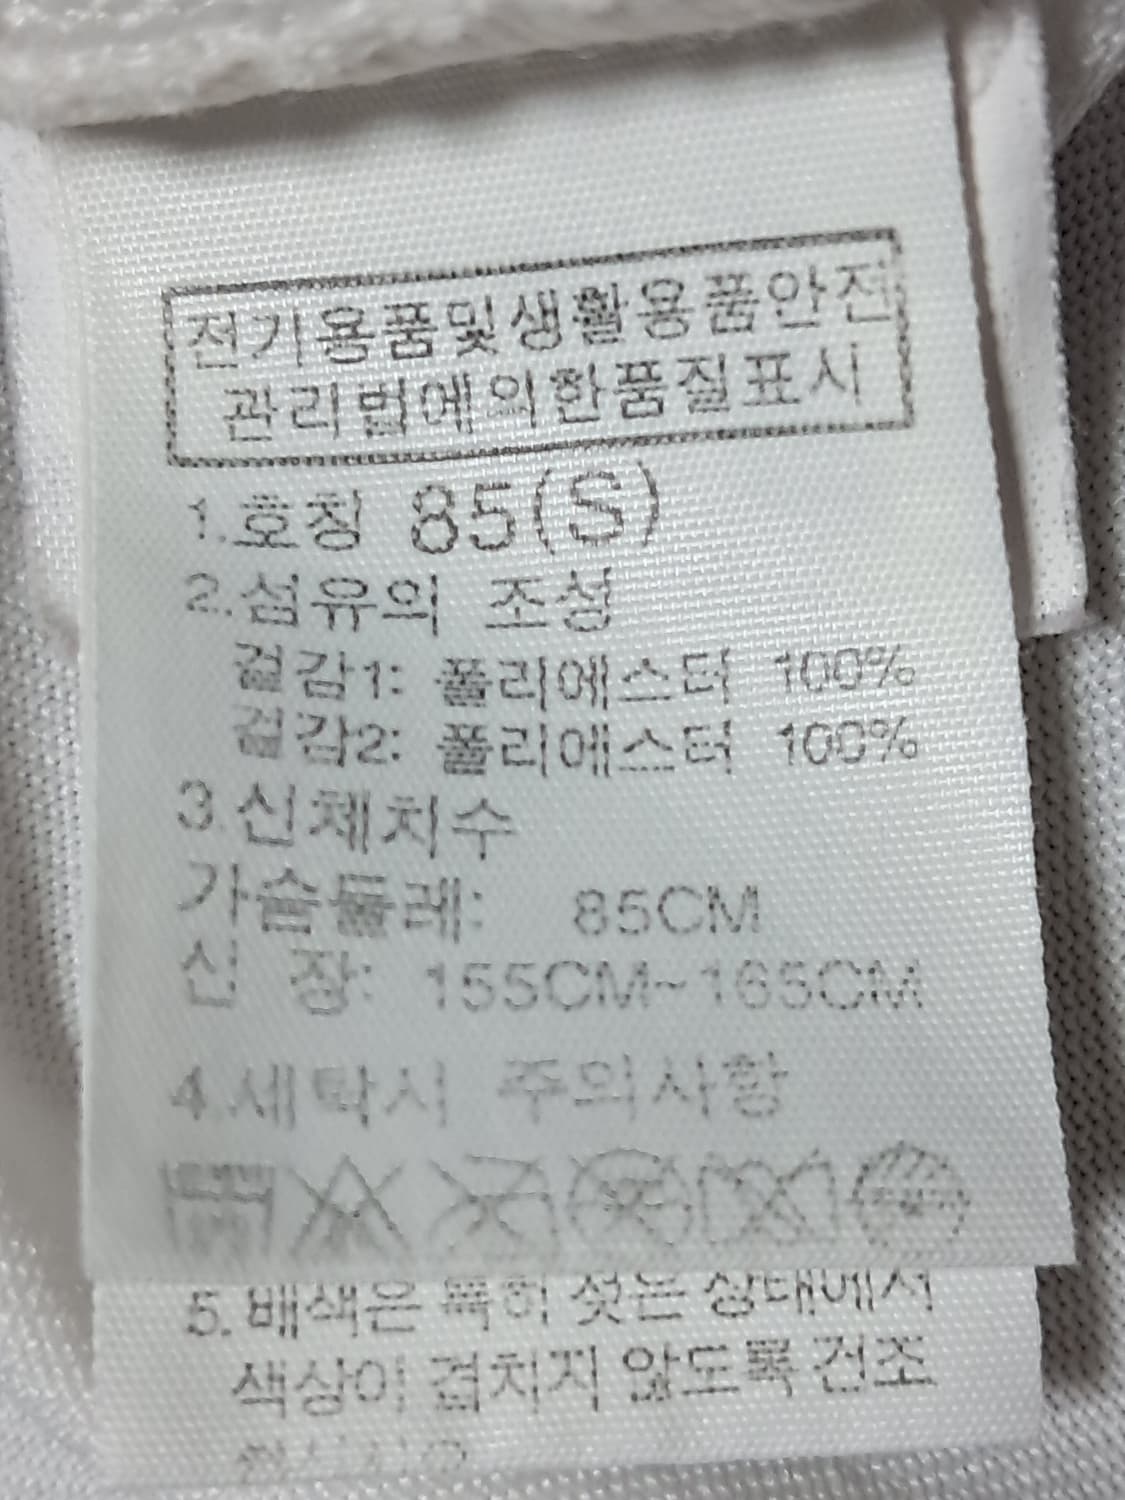 전기용품및생활용품안전
관리법에의한품질표시
1.호칭 85(S)
2.섬유의 조성
겉감1: 폴리에스터 100%
겉감2: 폴리에스터 100%
3.신체치수
가슴둘레: 85CM
신 장: 155CM~165CM
4.세탁시 주의사항
5.배색은 특히 젖은 상태에서
색상이 겹치지 않도록 건조